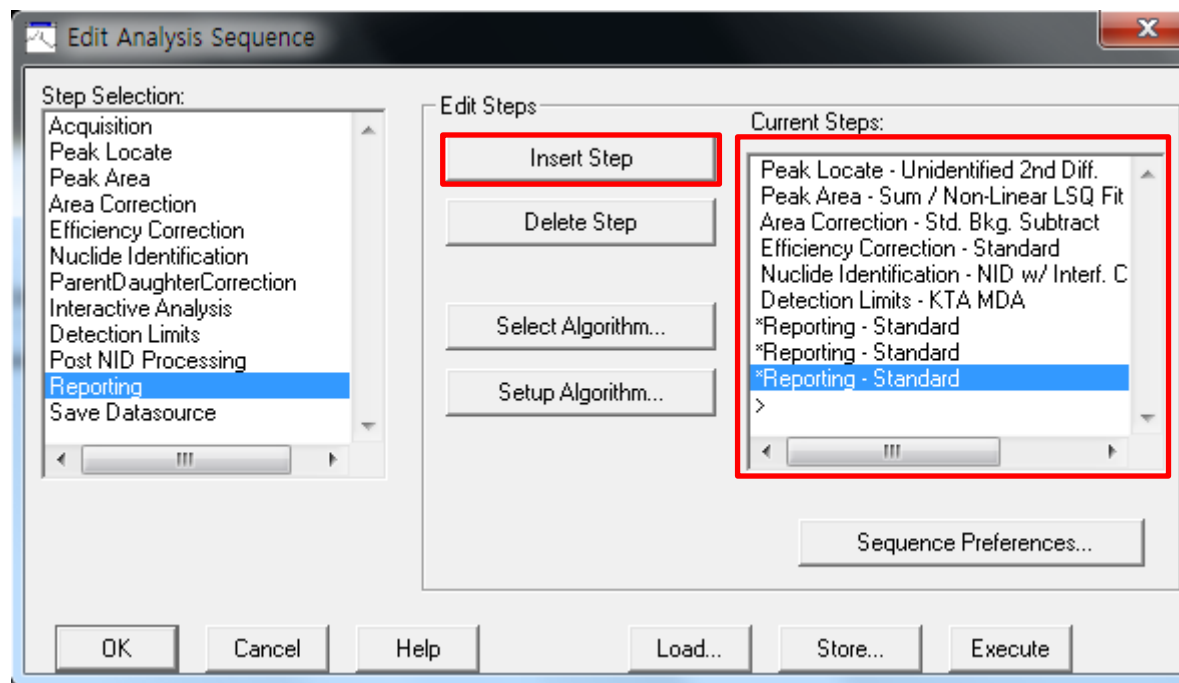 Edit Analysis Sequence
Step Selection:
Acquisition
Peak Locate
Peak Area
Area Correction
Efficiency Correction
Nuclide Identification
ParentDaughterCorrection
Interactive Analysis
Detection Limits
Post NID Processing
Reporting
Save Datasource
Edit Steps
Insert Step
Delete Step
Select Algorithm...
Setup Algorithm...
Current Steps:
Peak Locate - Unidentified 2nd Diff.
Peak Area - Sum / Non-Linear LSQ Fit
Area Correction - Std. Bkg. Subtract
Efficiency Correction - Standard
Nuclide Identification - NID w/ Interf. C
Detection Limits - KTA MDA
*Reporting - Standard
*Reporting - Standard
*Reporting - Standard
>
Sequence Preferences...
OK
Cancel
Help
Load...
Store...
Execute